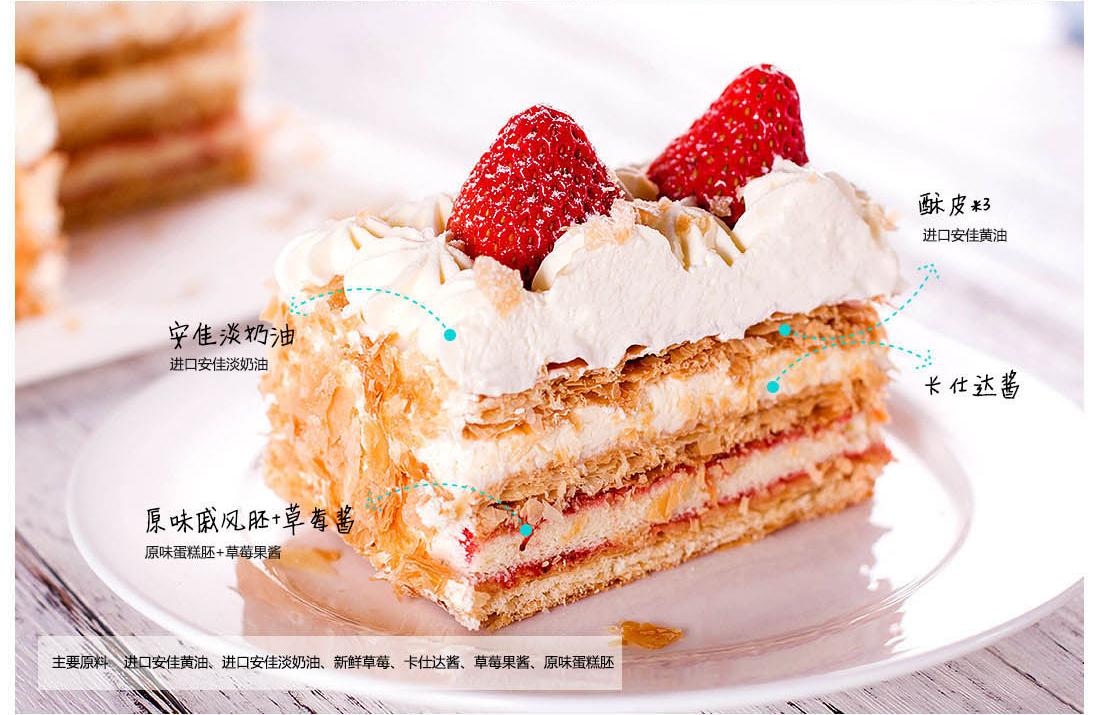 酥皮*3
进口安佳黄油
安佳淡奶油
进口安佳淡奶油
卡仕达酱
原味戚风胚+草莓酱
原味蛋糕胚+草莓果酱
主要原料 进口安佳黄油、进口安佳淡奶油、新鲜草莓、卡仕达酱、草莓果酱、原味蛋糕胚